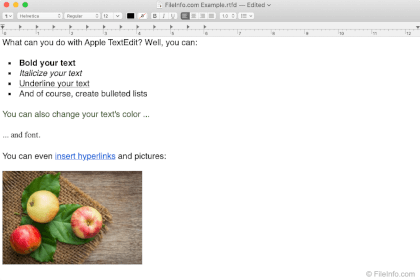 FileInfo.com Example.rtfd — Edited
Helvetica Regular 12 B I U 1.0
0 1 2 3 4 5 6 7 8 9 10 11 12
What can you do with Apple TextEdit? Well, you can:
▪ Bold your text
▪ Italicize your text
▪ Underline your text
▪ And of course, create bulleted lists
You can also change your text's color ...
... and font.
You can even insert hyperlinks and pictures:
© FileInfo.com